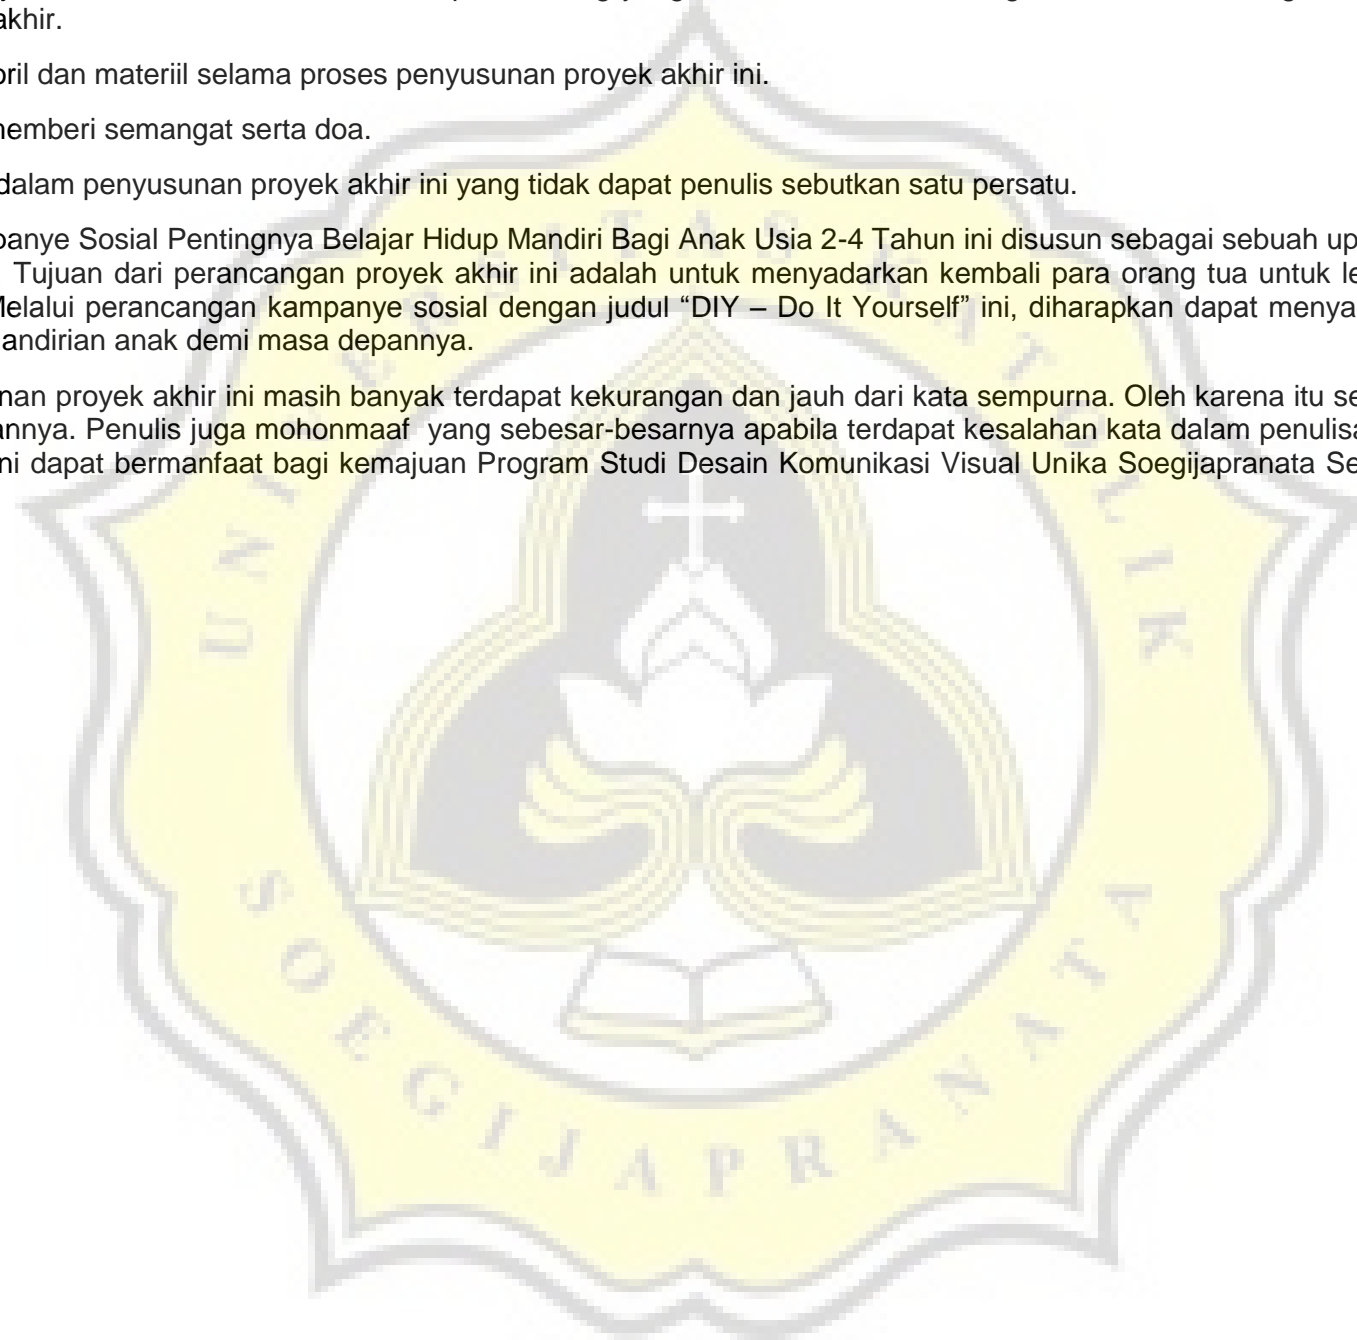 akhir.
oril dan materiil selama proses penyusunan proyek akhir ini.
nemberi semangat serta doa.
dalam penyusunan proyek akhir ini yang tidak dapat penulis sebutkan satu persatu.
panye Sosial Pentingnya Belajar Hidup Mandiri Bagi Anak Usia 2-4 Tahun ini disusun sebagai sebuah up
Tujuan dari perancangan proyek akhir ini adalah untuk menyadarkan kembali para orang tua untuk le
Melalui perancangan kampanye sosial dengan judul “DIY – Do It Yourself” ini, diharapkan dapat menya
andirian anak demi masa depannya.
nan proyek akhir ini masih banyak terdapat kekurangan dan jauh dari kata sempurna. Oleh karena itu se
annya. Penulis juga mohonmaaf yang sebesar-besarnya apabila terdapat kesalahan kata dalam penulisa
ni dapat bermanfaat bagi kemajuan Program Studi Desain Komunikasi Visual Unika Soegijapranata Se
UNIVERSITAS KATOLIK
SOEGIJAPRANATA